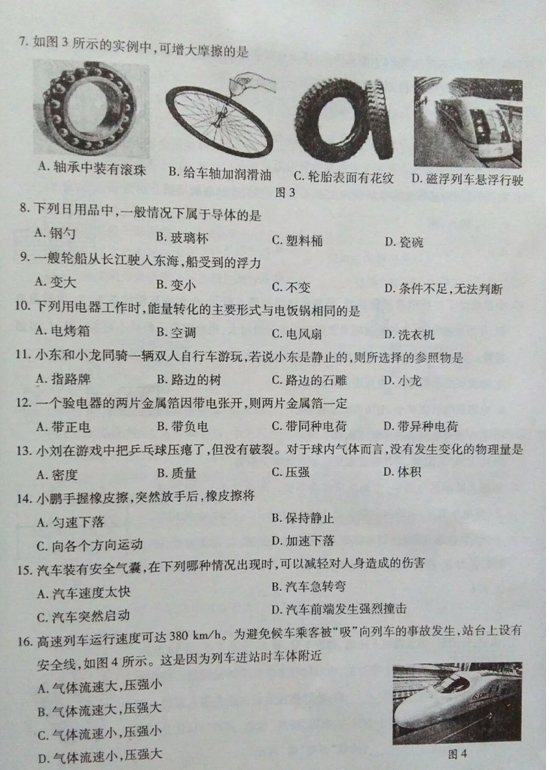 7. 如图 3 所示的实例中,可增大摩擦的是
A. 轴承中装有滚珠 B. 给车轴加润滑油 C. 轮胎表面有花纹 D. 磁浮列车悬浮行驶
图 3
8. 下列日用品中,一般情况下属于导体的是
A. 钢勺 B. 玻璃杯 C. 塑料桶 D. 瓷碗
9. 一艘轮船从长江驶入东海,船受到的浮力
A. 变大 B. 变小 C. 不变 D. 条件不足,无法判断
10. 下列用电器工作时,能量转化的主要形式与电饭锅相同的是
A. 电烤箱 B. 空调 C. 电风扇 D. 洗衣机
11. 小东和小龙同骑一辆双人自行车游玩,若说小东是静止的,则所选择的参照物是
A. 指路牌 B. 路边的树 C. 路边的石雕 D. 小龙
12. 一个验电器的两片金属箔因带电张开,则两片金属箔一定
A. 带正电 B. 带负电 C. 带同种电荷 D. 带异种电荷
13. 小刘在游戏中把乒乓球压瘪了,但没有破裂。对于球内气体而言,没有发生变化的物理量是
A. 密度 B. 质量 C. 压强 D. 体积
14. 小鹏手握橡皮擦,突然放手后,橡皮擦将
A. 匀速下落 B. 保持静止
C. 向各个方向运动 D. 加速下落
15. 汽车装有安全气囊,在下列哪种情况出现时,可以减轻对人身造成的伤害
A. 汽车速度太快 B. 汽车急转弯
C. 汽车突然启动 D. 汽车前端发生强烈撞击
16. 高速列车运行速度可达 380 km/h。为避免候车乘客被“吸”向列车的事故发生,站台上设有
安全线,如图 4 所示。这是因为列车进站时车体附近
A. 气体流速大,压强小
B. 气体流速大,压强大
C. 气体流速小,压强小
D. 气体流速小,压强大
图 4